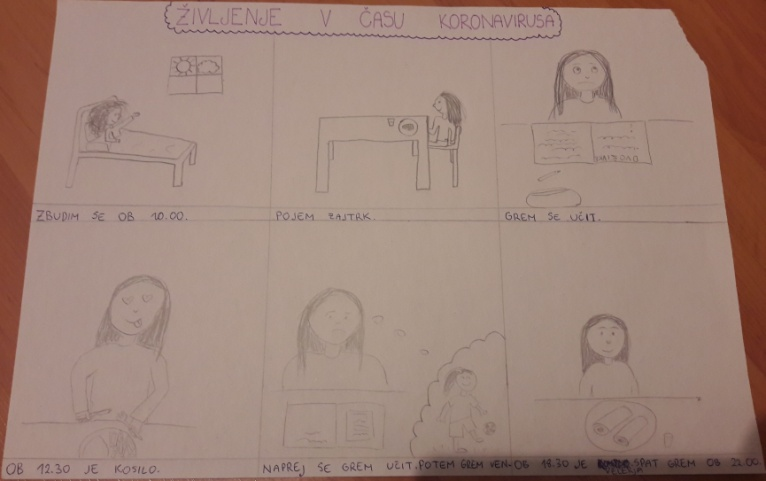 ŽIVLJENJE V ČASU KORONAVIRUSA
ZBUDIM SE OB 10.00.
POJEM ZAJTRK.
GREM SE UČIT.
OB 12.30 JE KOSILO.
NAPREJ SE GREM UČIT. POTEM GREM VEN.
OB 18.30 JE VEČERJA SPAT GREM OB 22.00.